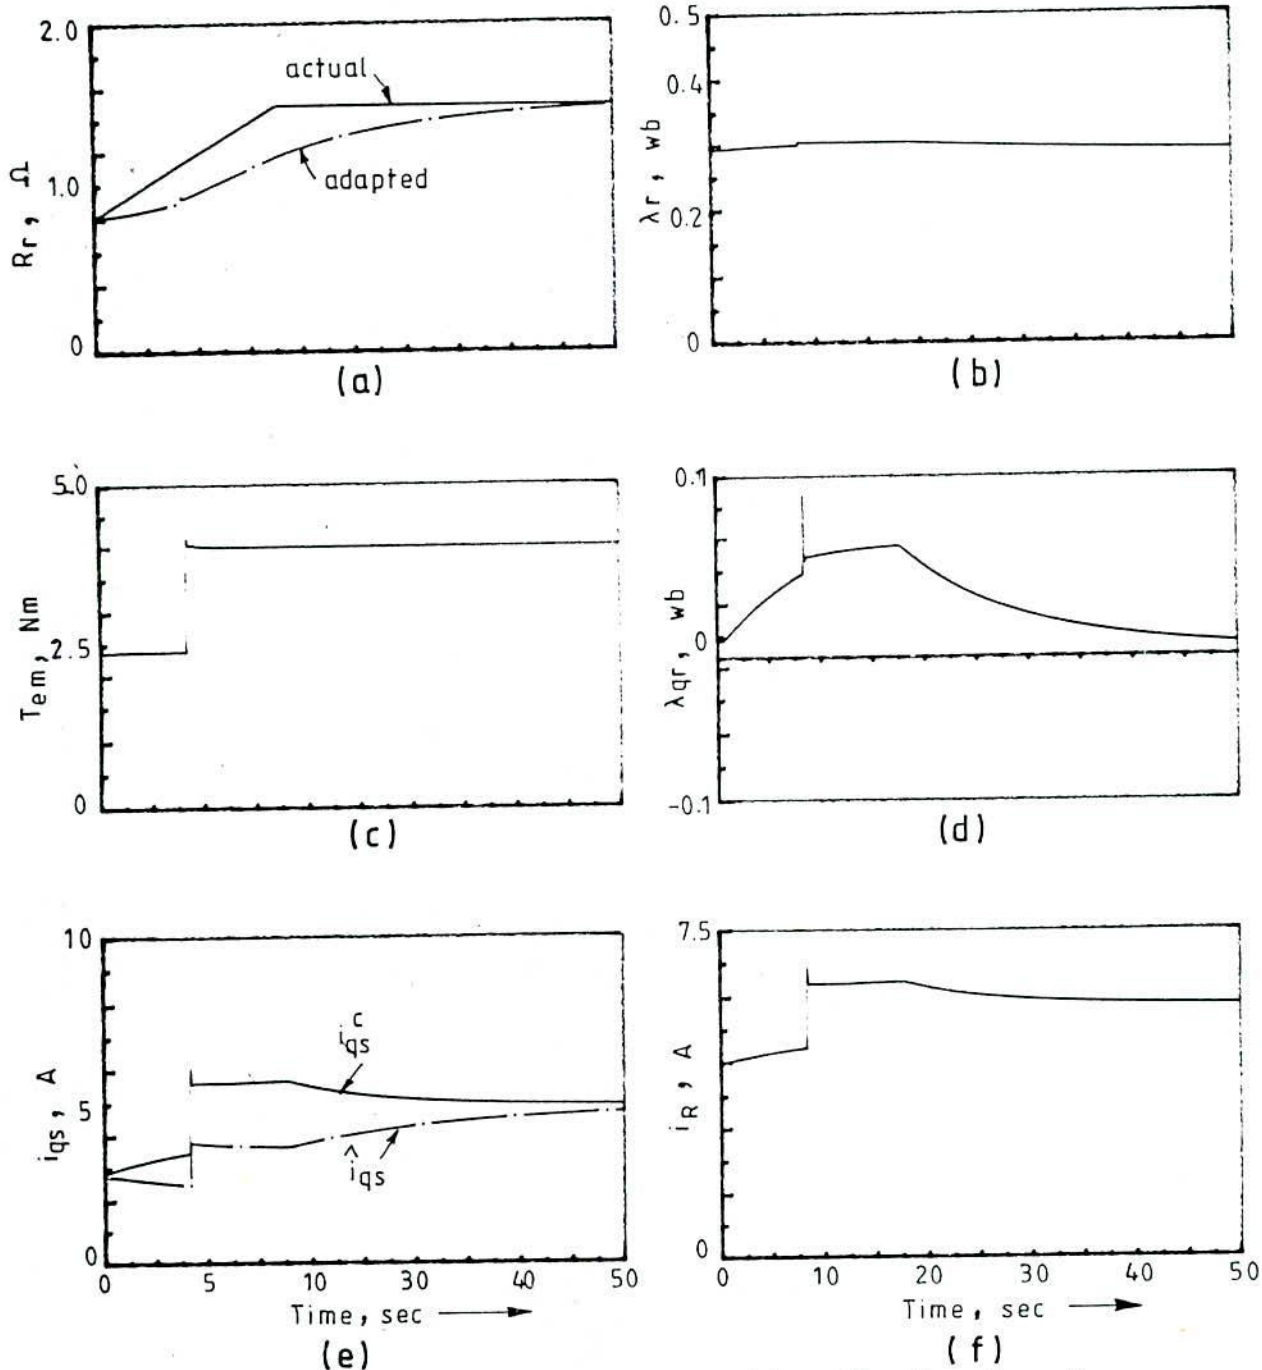 2.0
actual
1.0
adapted
0
Rr, Ω
(a)
0.5
0.4
λr, wb
0.2
0
(b)
5.0
Tem, Nm
2.5
0
(c)
0.1
λqr, wb
0
-0.1
(d)
10
iqs, A
5
0
i^c_qs
î_qs
0 5 10 30 40 50
Time, sec
(e)
7.5
iR, A
0
0 10 20 30 40 50
Time, sec
(f)